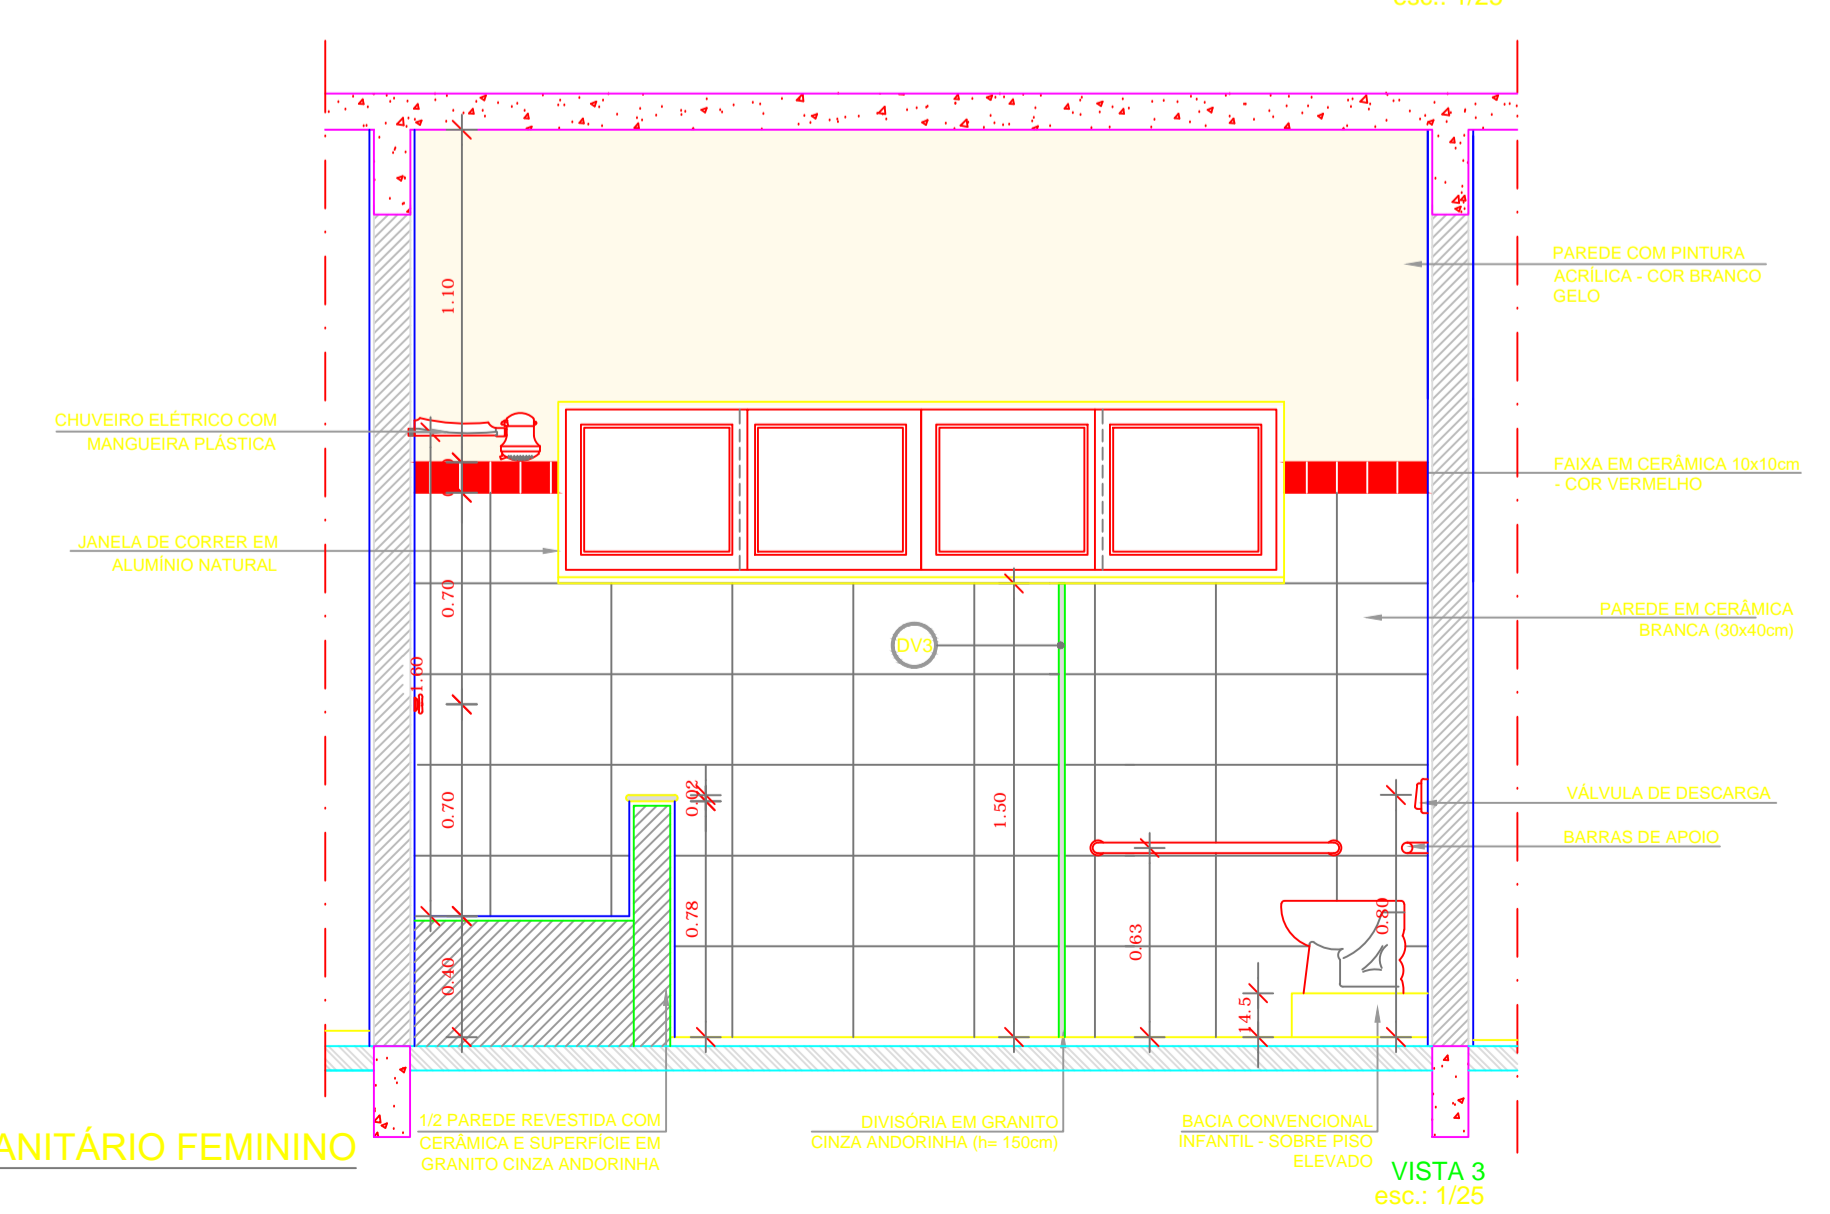 1.10
CHUVEIRO ELÉTRICO COM
MANGUEIRA PLÁSTICA
JANELA DE CORRER EM
ALUMÍNIO NATURAL
PAREDE COM PINTURA
ACRÍLICA - COR BRANCO
GELO
FAIXA EM CERÂMICA 10x10cm
- COR VERMELHO
PAREDE EM CERÂMICA
BRANCA (30x40cm)
VÁLVULA DE DESCARGA
BARRAS DE APOIO
0.70
1.60
DV3
0.70
0.02
1.50
0.78
0.63
0.80
0.40
14.5
ANITÁRIO FEMININO
1/2 PAREDE REVESTIDA COM
CERÂMICA E SUPERFÍCIE EM
GRANITO CINZA ANDORINHA
DIVISÓRIA EM GRANITO
CINZA ANDORINHA (h= 150cm)
BACIA CONVENCIONAL
INFANTIL - SOBRE PISO
ELEVADO
VISTA 3
esc.: 1/25